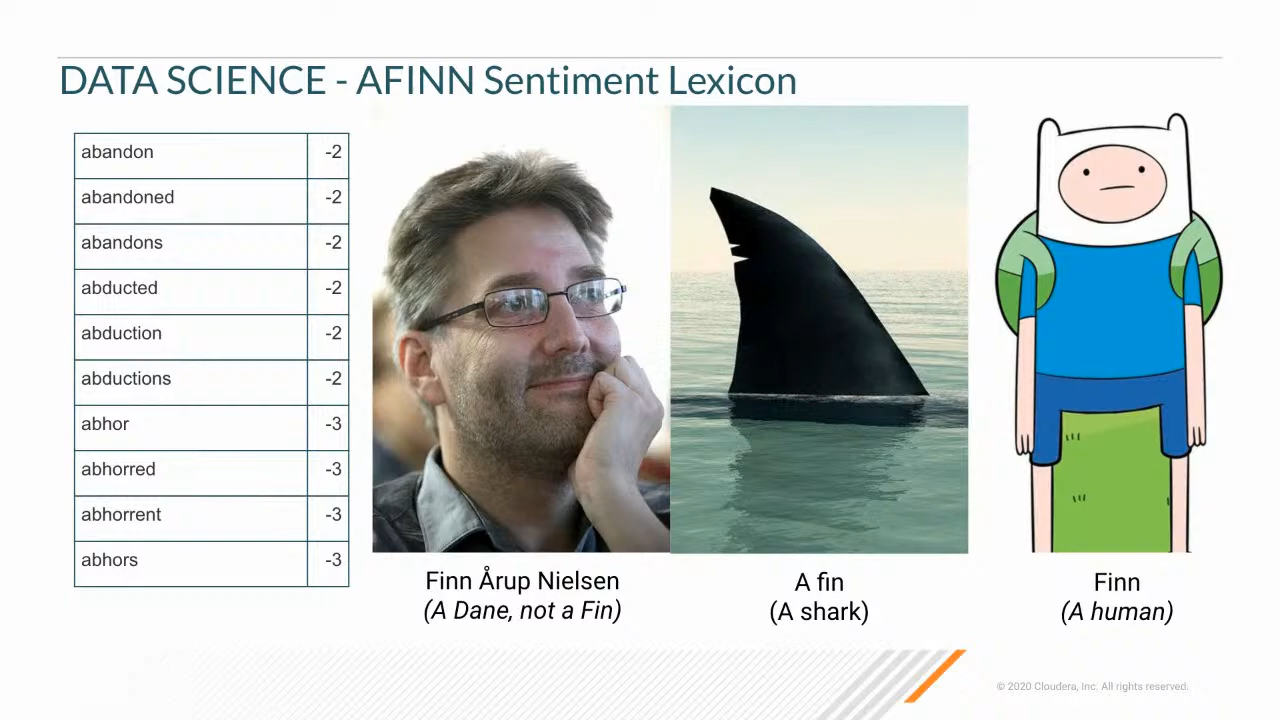 DATA SCIENCE - AFINN Sentiment Lexicon
abandon -2
abandoned -2
abandons -2
abducted -2
abduction -2
abductions -2
abhor -3
abhorred -3
abhorrent -3
abhors -3
Finn Årup Nielsen
(A Dane, not a Fin)
A fin
(A shark)
Finn
(A human)
© 2020 Cloudera, Inc. All rights reserved.